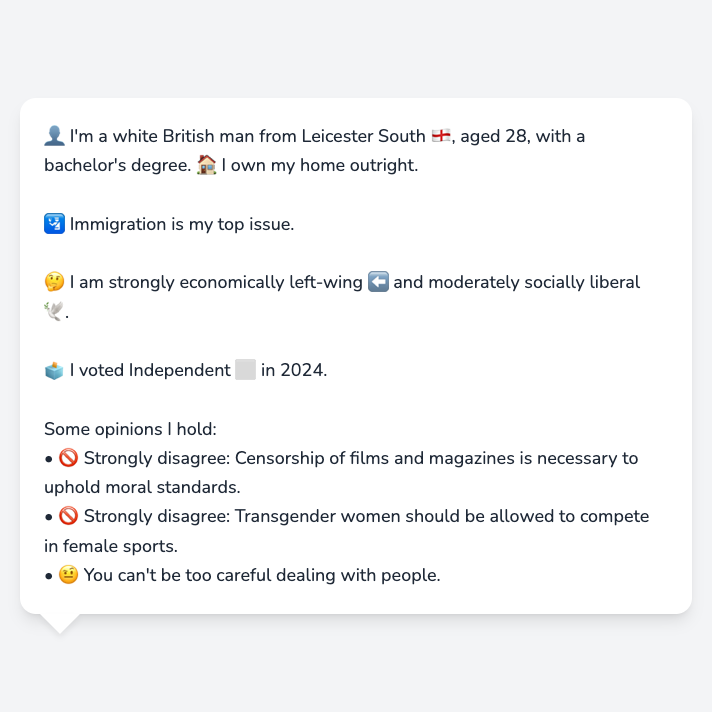 👤 I'm a white British man from Leicester South 🏴󠁧󠁢󠁥󠁮󠁧󠁿, aged 28, with a
bachelor's degree. 🏠 I own my home outright.
🛂 Immigration is my top issue.
🤔 I am strongly economically left-wing ⬅️ and moderately socially liberal
🕊️.
🗳️ I voted Independent ⬜ in 2024.
Some opinions I hold:
• 🚫 Strongly disagree: Censorship of films and magazines is necessary to
uphold moral standards.
• 🚫 Strongly disagree: Transgender women should be allowed to compete
in female sports.
• 🤨 You can't be too careful dealing with people.